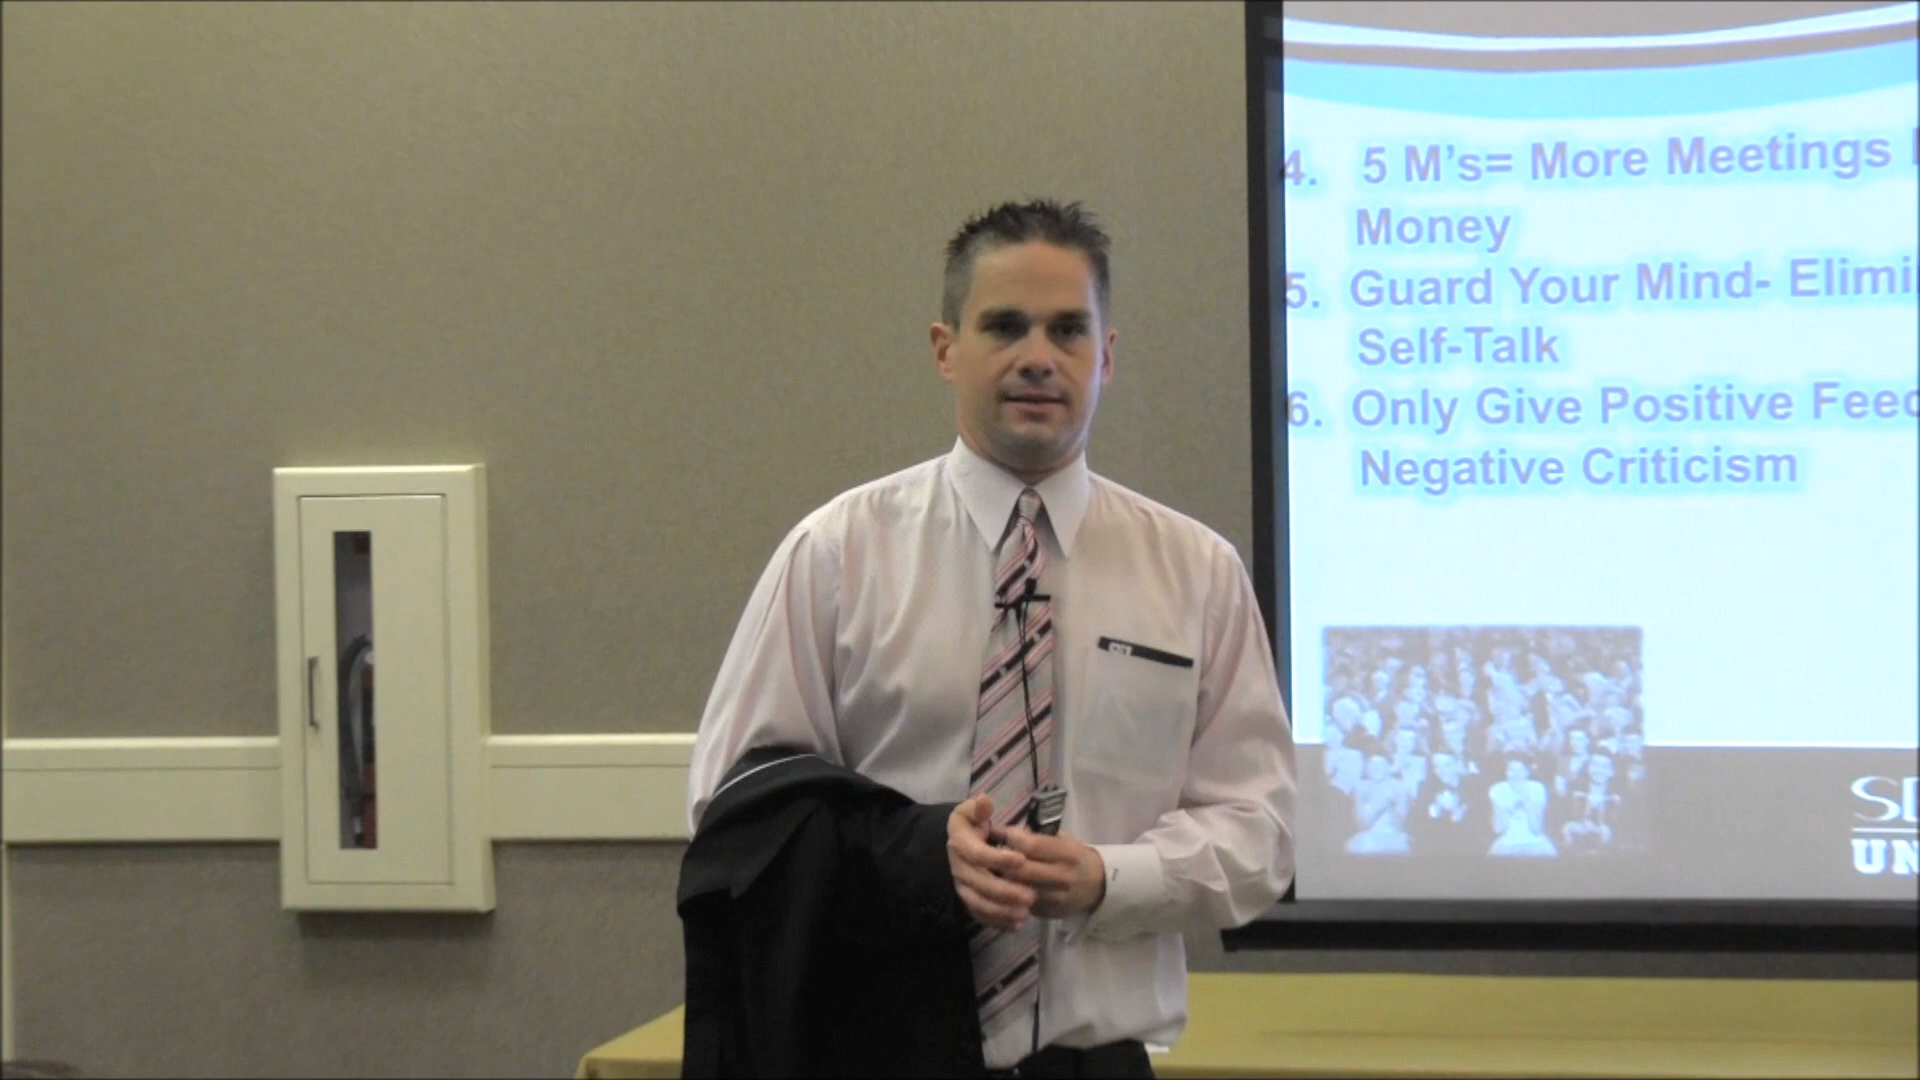 4. 5 M's= More Meetings
Money
5. Guard Your Mind- Elimi
Self-Talk
6. Only Give Positive Feed
Negative Criticism
UN